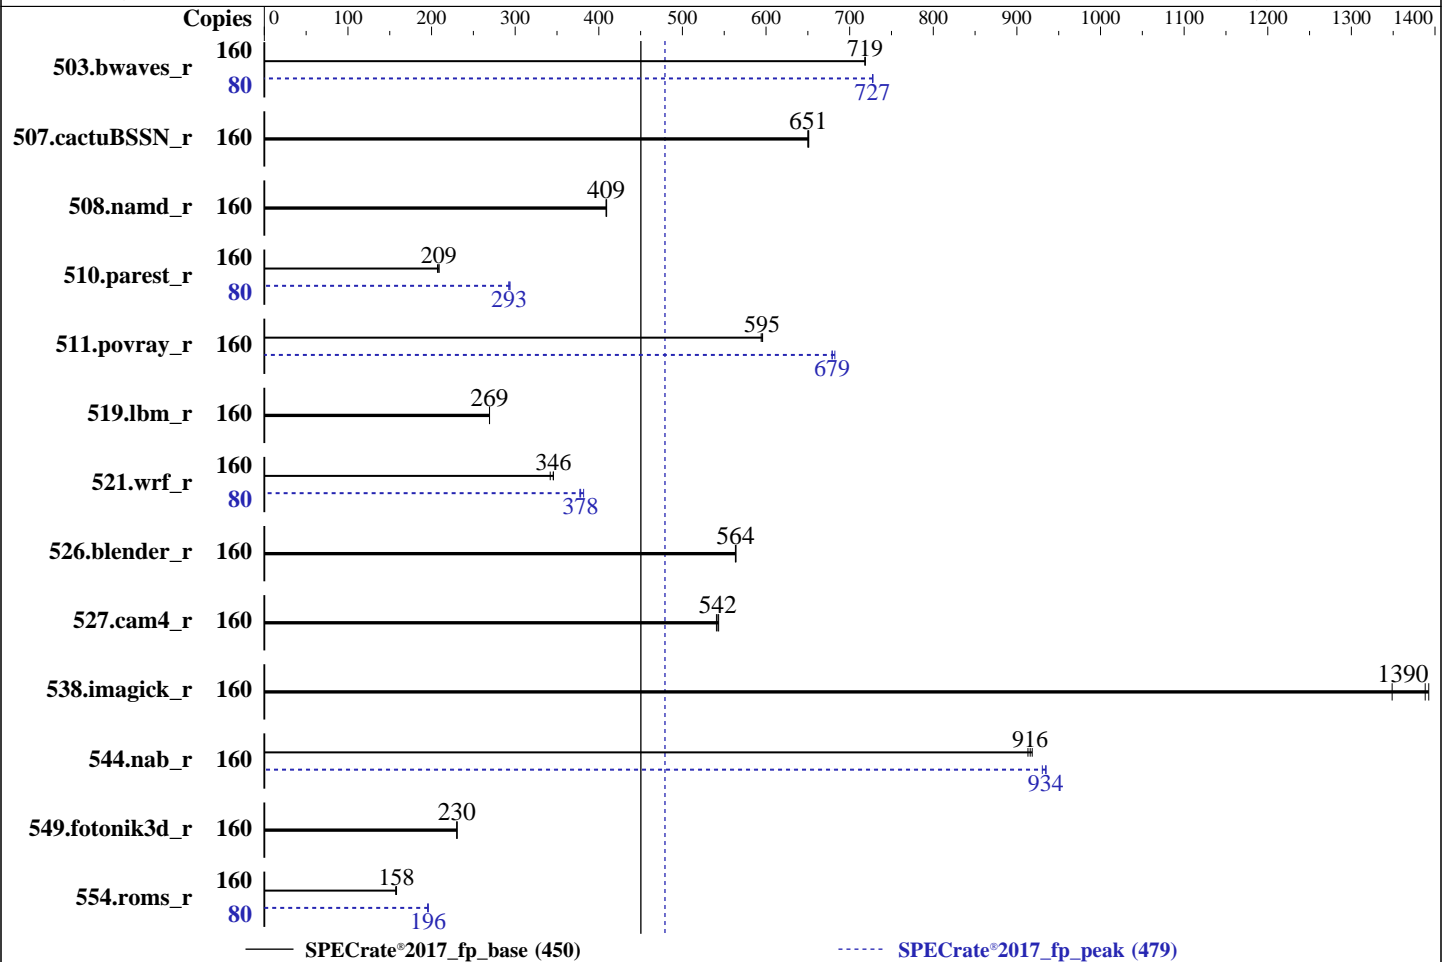 Copies 0 100 200 300 400 500 600 700 800 900 1000 1100 1200 1300 1400
503.bwaves_r 160 719
80 727
507.cactuBSSN_r 160 651
508.namd_r 160 409
510.parest_r 160 209
80 293
511.povray_r 160 595
679
519.lbm_r 160 269
521.wrf_r 160 346
80 378
526.blender_r 160 564
527.cam4_r 160 542
538.imagick_r 160 1390
544.nab_r 160 916
934
549.fotonik3d_r 160 230
554.roms_r 160 158
80 196
SPECrate®2017_fp_base (450) SPECrate®2017_fp_peak (479)